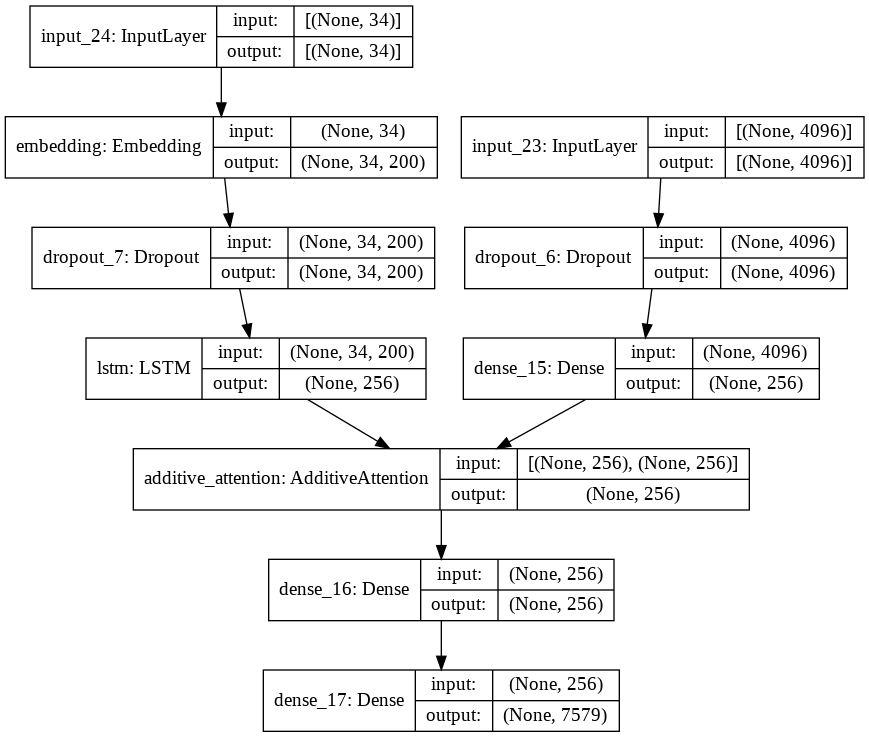 input_24: InputLayer
input: [(None, 34)]
output: [(None, 34)]
embedding: Embedding
input: (None, 34)
output: (None, 34, 200)
input_23: InputLayer
input: [(None, 4096)]
output: [(None, 4096)]
dropout_7: Dropout
input: (None, 34, 200)
output: (None, 34, 200)
dropout_6: Dropout
input: (None, 4096)
output: (None, 4096)
lstm: LSTM
input: (None, 34, 200)
output: (None, 256)
dense_15: Dense
input: (None, 4096)
output: (None, 256)
additive_attention: AdditiveAttention
input: [(None, 256), (None, 256)]
output: (None, 256)
dense_16: Dense
input: (None, 256)
output: (None, 256)
dense_17: Dense
input: (None, 256)
output: (None, 7579)